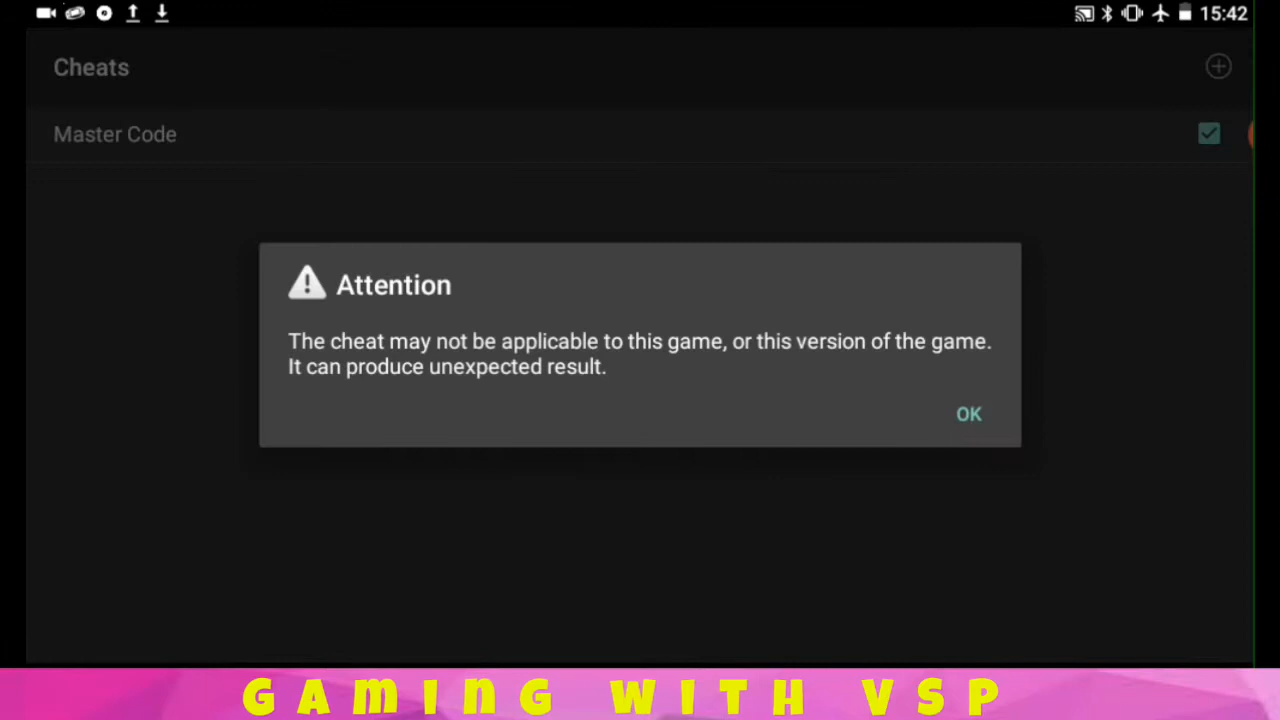 15:42
Cheats
Master Code
Attention
The cheat may not be applicable to this game, or this version of the game.
It can produce unexpected result.
OK
GAMING WITH VSP